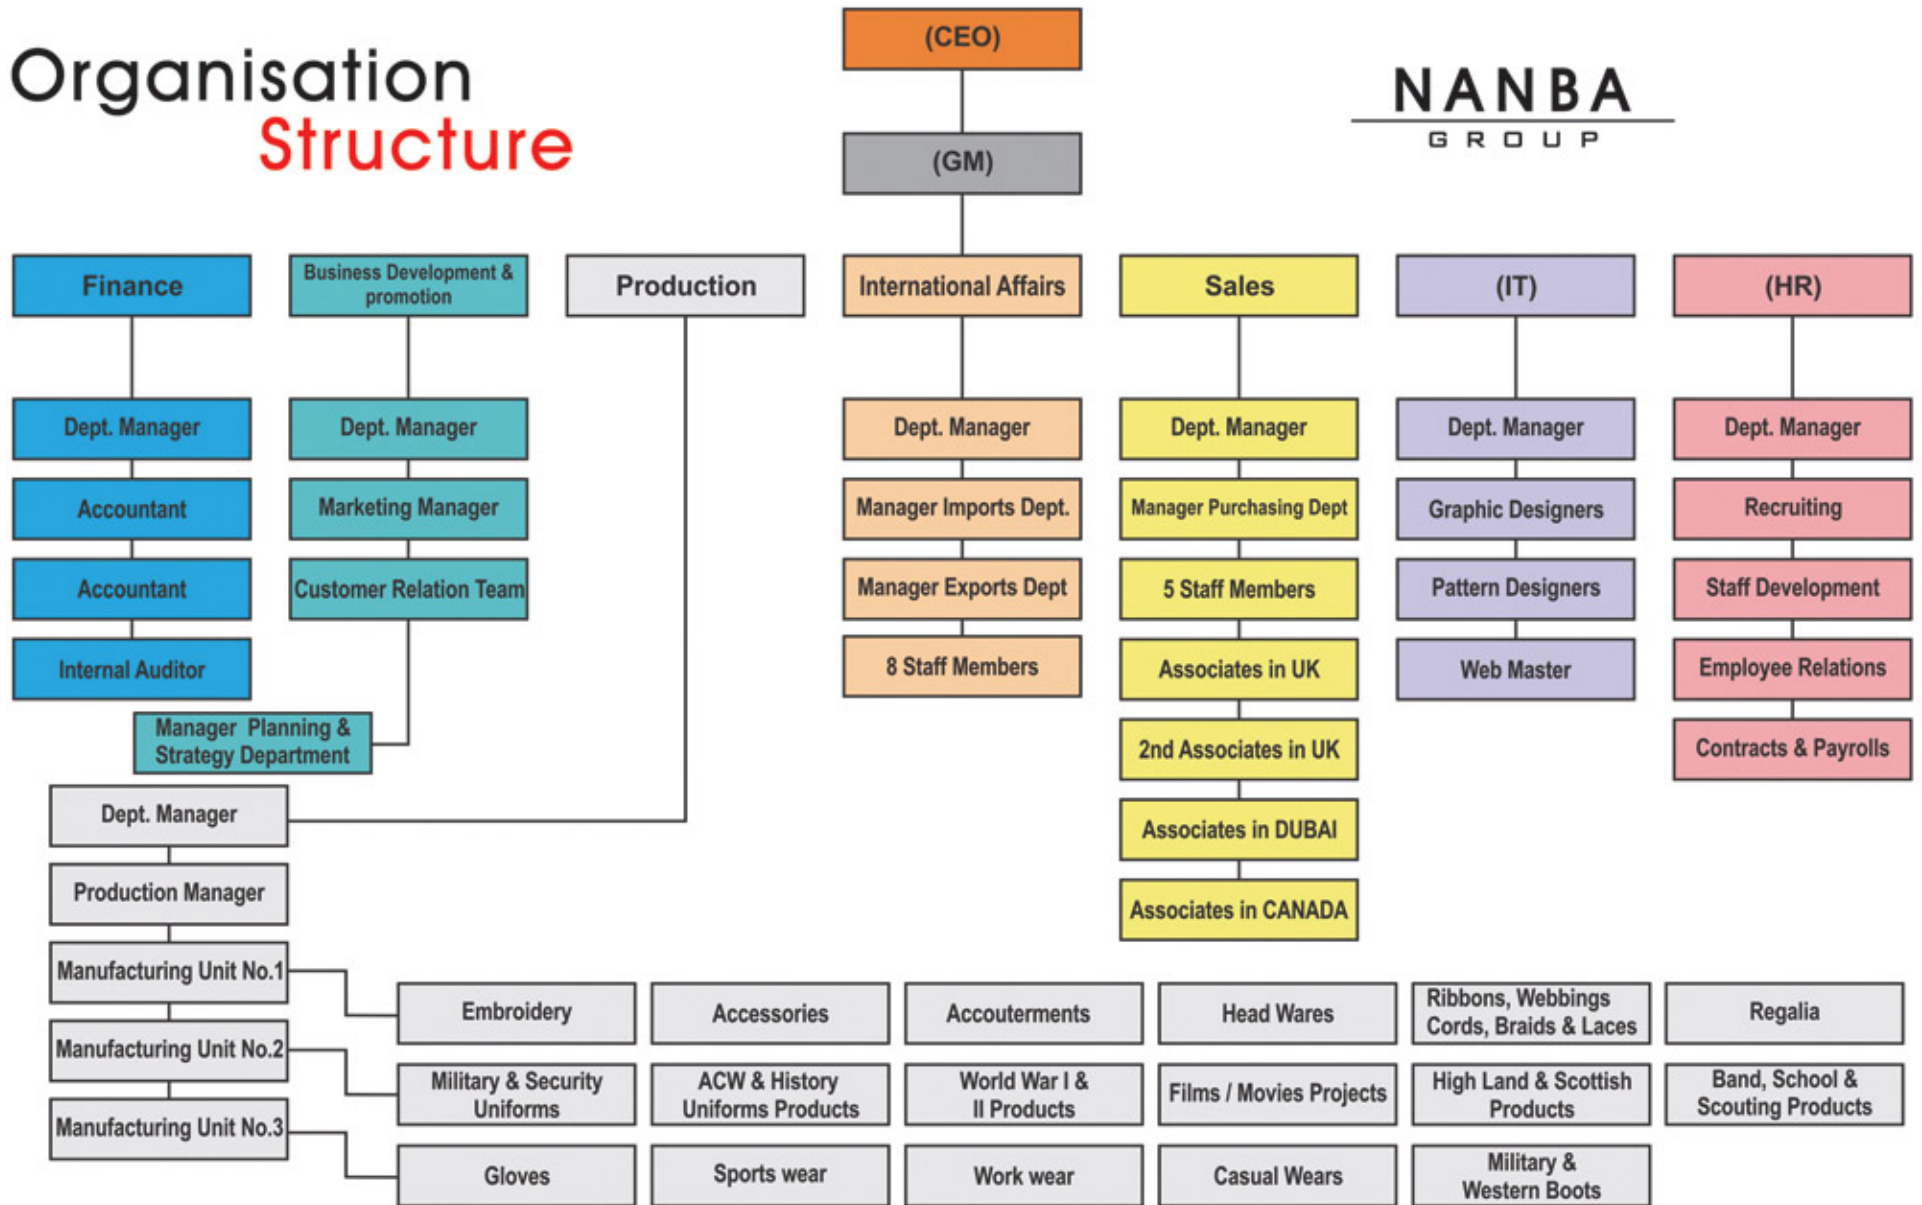 Organisation
Structure
(CEO)
NANBA
GROUP
(GM)
Finance
Business Development &
promotion
Production
International Affairs
Sales
(IT)
(HR)
Dept. Manager
Accountant
Accountant
Internal Auditor
Dept. Manager
Marketing Manager
Customer Relation Team
Manager Planning &
Strategy Department
Dept. Manager
Manager Imports Dept.
Manager Exports Dept
8 Staff Members
Dept. Manager
Manager Purchasing Dept
5 Staff Members
Associates in UK
2nd Associates in UK
Associates in DUBAI
Associates in CANADA
Dept. Manager
Graphic Designers
Pattern Designers
Web Master
Dept. Manager
Recruiting
Staff Development
Employee Relations
Contracts & Payrolls
Dept. Manager
Production Manager
Manufacturing Unit No.1
Manufacturing Unit No.2
Manufacturing Unit No.3
Embroidery
Accessories
Accouterments
Head Wares
Ribbons, Webbings
Cords, Braids & Laces
Regalia
Military & Security
Uniforms
ACW & History
Uniforms Products
World War I &
II Products
Films / Movies Projects
High Land & Scottish
Products
Band, School &
Scouting Products
Gloves
Sports wear
Work wear
Casual Wears
Military &
Western Boots